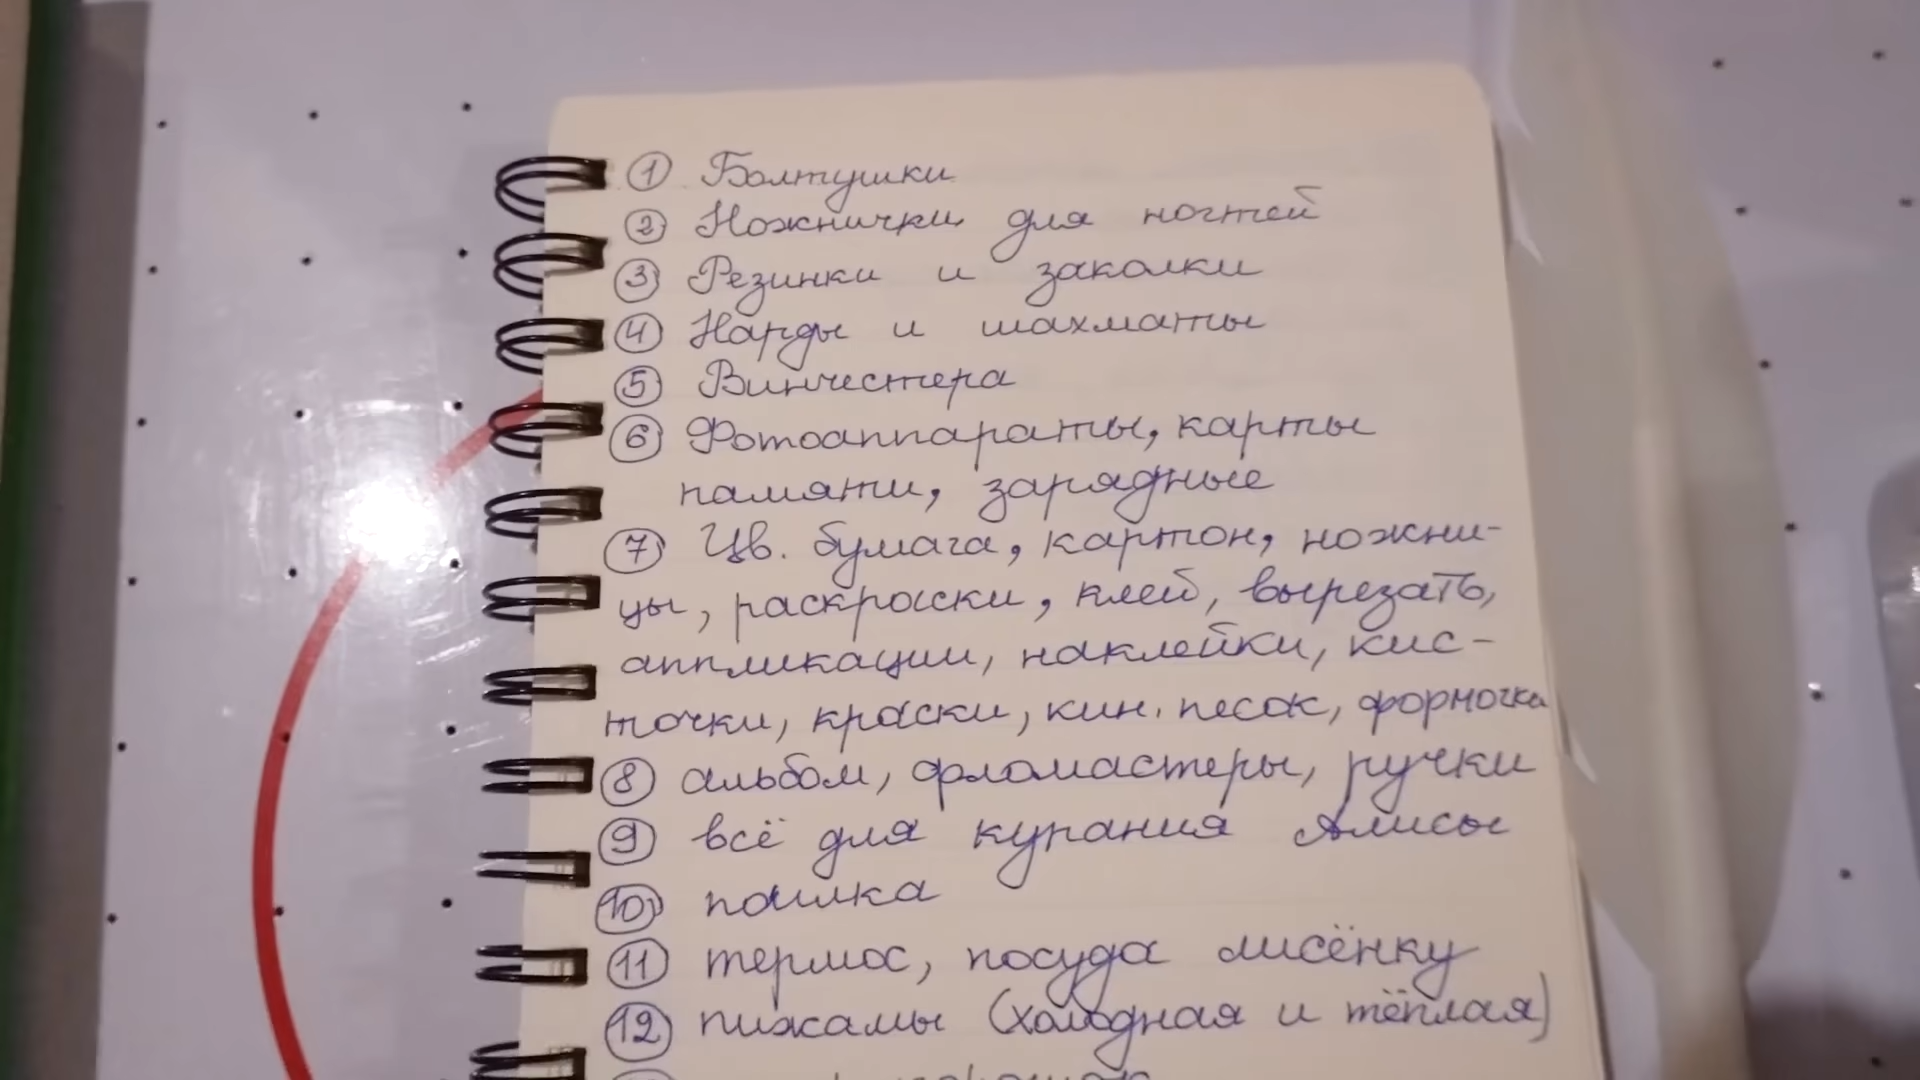 ① Болтушки
② Ножнички для ногтей
③ Резинки и заколки
④ Нарды и шахматы
⑤ Винчестера
⑥ Фотоаппараты, карты
памяти, зарядные
⑦ Цв. бумага, картон, ножни-
цы, раскраски, клей, вырезать,
аппликации, наклейки, кис-
точки, краски, кин. песок, формочки
⑧ альбом, фломастеры, ручки
⑨ всё для купания Алисы
⑩ поилка
⑪ термос, посуда лисёнку
⑫ пижамы (холодная и тёплая)